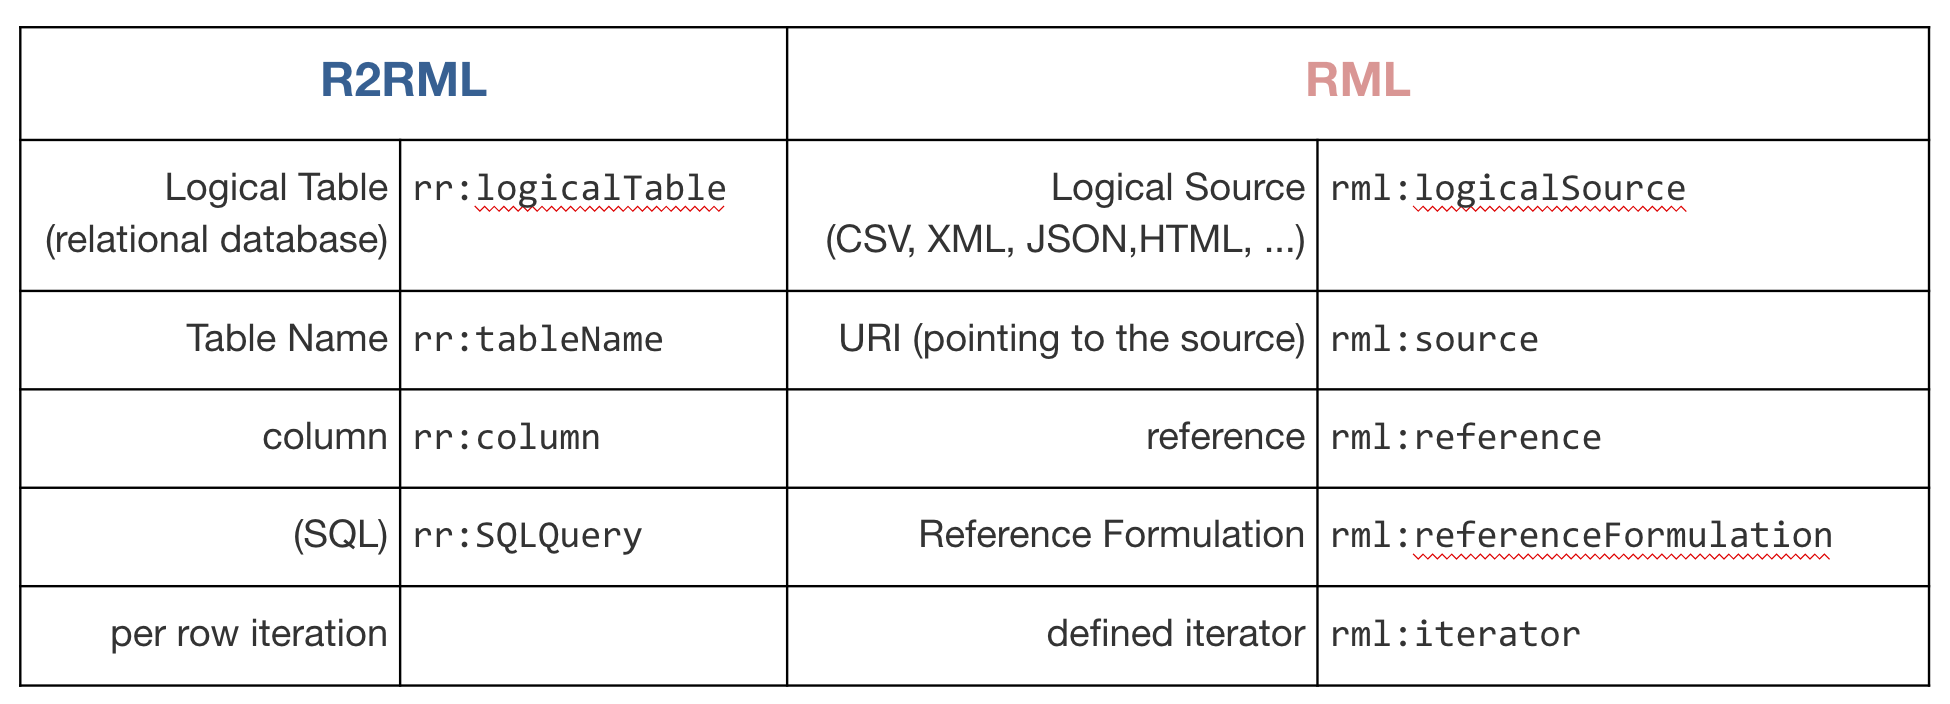 R2RML RML
Logical Table rr:logicalTable Logical Source rml:logicalSource
(relational database) (CSV, XML, JSON,HTML, ...)
Table Name rr:tableName URI (pointing to the source) rml:source
column rr:column reference rml:reference
(SQL) rr:SQLQuery Reference Formulation rml:referenceFormulation
per row iteration defined iterator rml:iterator